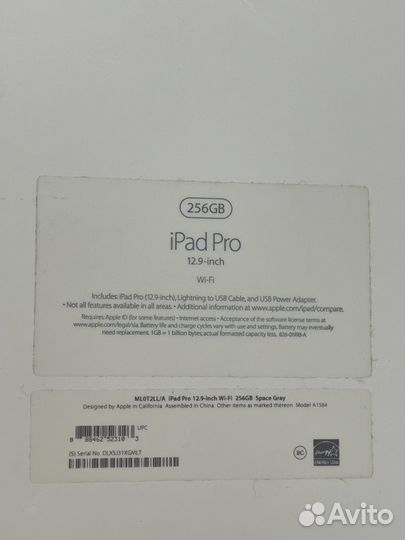 256GB
iPad Pro
12.9-inch
Wi-Fi
Includes: iPad Pro (12.9-inch), Lightning to USB Cable, and USB Power Adapter.
• Not all features available in all areas. • Additional information at www.apple.com/ipad/compare.
Requires: Apple ID (for some features) • Internet access • Acceptance of the software license terms at
www.apple.com/legal/sla. Battery life and charge cycles vary with use and settings. Battery may eventually
need replacement. 1GB = 1 billion bytes; actual formatted capacity less.
ML0T2LL/A iPad Pro 12.9-inch Wi-Fi 256GB Space Gray
Designed by Apple in California Assembled in China Other items as marked thereon Model A1584
UPC
8 88462 52310 3
(S) Serial No. DLXSJ31XGMLT
BC
Avito